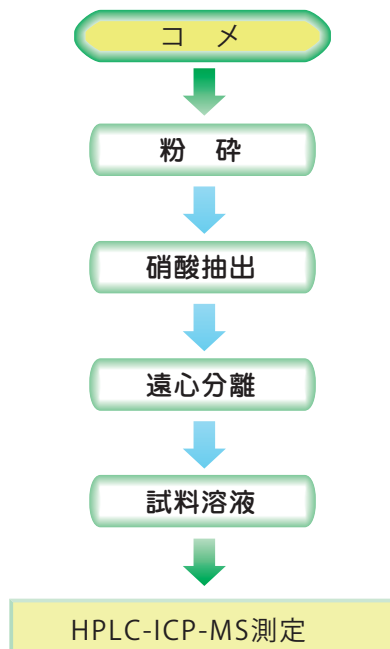 コ　メ
粉　砕
硝酸抽出
遠心分離
試料溶液
HPLC-ICP-MS測定